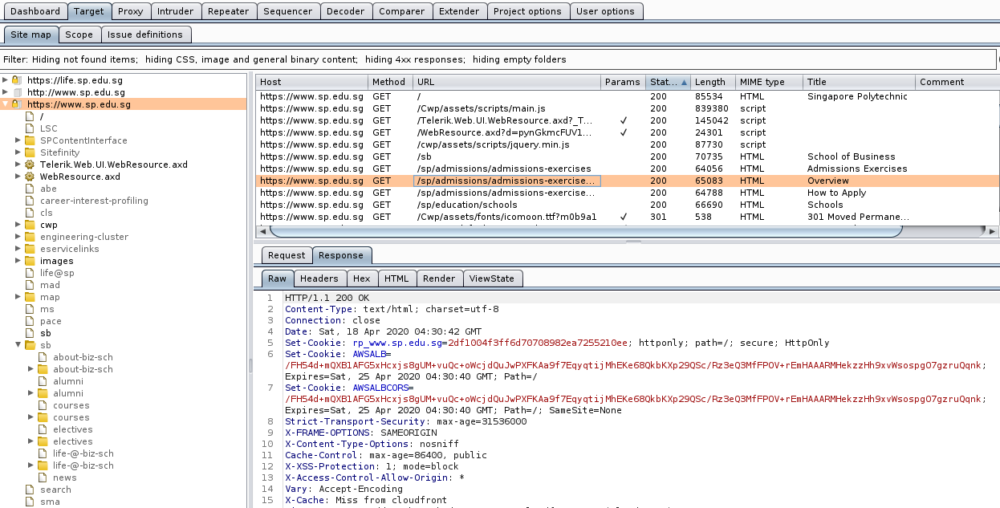 Dashboard Target Proxy Intruder Repeater Sequencer Decoder Comparer Extender Project options User options
Site map Scope Issue definitions
Filter: Hiding not found items; hiding CSS, image and general binary content; hiding 4xx responses; hiding empty folders
https://life.sp.edu.sg
http://www.sp.edu.sg
https://www.sp.edu.sg
/
LSC
SPContentInterface
Sitefinity
Telerik.Web.UI.WebResource.axd
WebResource.axd
abe
career-interest-profiling
cls
cwp
engineering-cluster
eservicelinks
images
life@sp
mad
map
ms
pace
sb
sb
about-biz-sch
about-biz-sch
alumni
alumni
courses
courses
electives
electives
life-@-biz-sch
life-@-biz-sch
news
search
sma
Host Method URL Params Stat... Length MIME type Title Comment
https://www.sp.edu.sg GET / 200 85534 HTML Singapore Polytechnic
https://www.sp.edu.sg GET /Cwp/assets/scripts/main.js 200 839380 script
https://www.sp.edu.sg GET /Telerik.Web.UI.WebResource.axd?_T... ✓ 200 145042 script
https://www.sp.edu.sg GET /WebResource.axd?d=pynGkmcFUV1... ✓ 200 24301 script
https://www.sp.edu.sg GET /cwp/assets/scripts/jquery.min.js 200 87730 script
https://www.sp.edu.sg GET /sb 200 70735 HTML School of Business
https://www.sp.edu.sg GET /sp/admissions/admissions-exercises 200 64056 HTML Admissions Exercises
https://www.sp.edu.sg GET /sp/admissions/admissions-exercise... 200 65083 HTML Overview
https://www.sp.edu.sg GET /sp/admissions/admissions-exercise... 200 64788 HTML How to Apply
https://www.sp.edu.sg GET /sp/education/schools 200 66690 HTML Schools
https://www.sp.edu.sg GET /Cwp/assets/fonts/icomoon.ttf?m0b9a1 ✓ 301 538 HTML 301 Moved Permane...
Request Response
Raw Headers Hex HTML Render ViewState
1 HTTP/1.1 200 OK
2 Content-Type: text/html; charset=utf-8
3 Connection: close
4 Date: Sat, 18 Apr 2020 04:30:42 GMT
5 Set-Cookie: rp_www.sp.edu.sg=2df1004f3ff6d70708982ea7255210ee; httponly; path=/; secure; HttpOnly
6 Set-Cookie: AWSALB=
/FH54d+mQXB1AFG5xHcxjs8gUM+vuQc+oWcjdQuJwPXFKAa9f7EqyqtijMhEKe68QkbKXp29QSc/Rz3eQ3MfFPOV+rEmHAAARMHekzzHh9xvWsospgO7gzruQqnk;
Expires=Sat, 25 Apr 2020 04:30:40 GMT; Path=/
7 Set-Cookie: AWSALBCORS=
/FH54d+mQXB1AFG5xHcxjs8gUM+vuQc+oWcjdQuJwPXFKAa9f7EqyqtijMhEKe68QkbKXp29QSc/Rz3eQ3MfFPOV+rEmHAAARMHekzzHh9xvWsospgO7gzruQqnk;
Expires=Sat, 25 Apr 2020 04:30:40 GMT; Path=/; SameSite=None
8 Strict-Transport-Security: max-age=31536000
9 X-FRAME-OPTIONS: SAMEORIGIN
10 X-Content-Type-Options: nosniff
11 Cache-Control: max-age=86400, public
12 X-XSS-Protection: 1; mode=block
13 X-Access-Control-Allow-Origin: *
14 Vary: Accept-Encoding
15 X-Cache: Miss from cloudfront